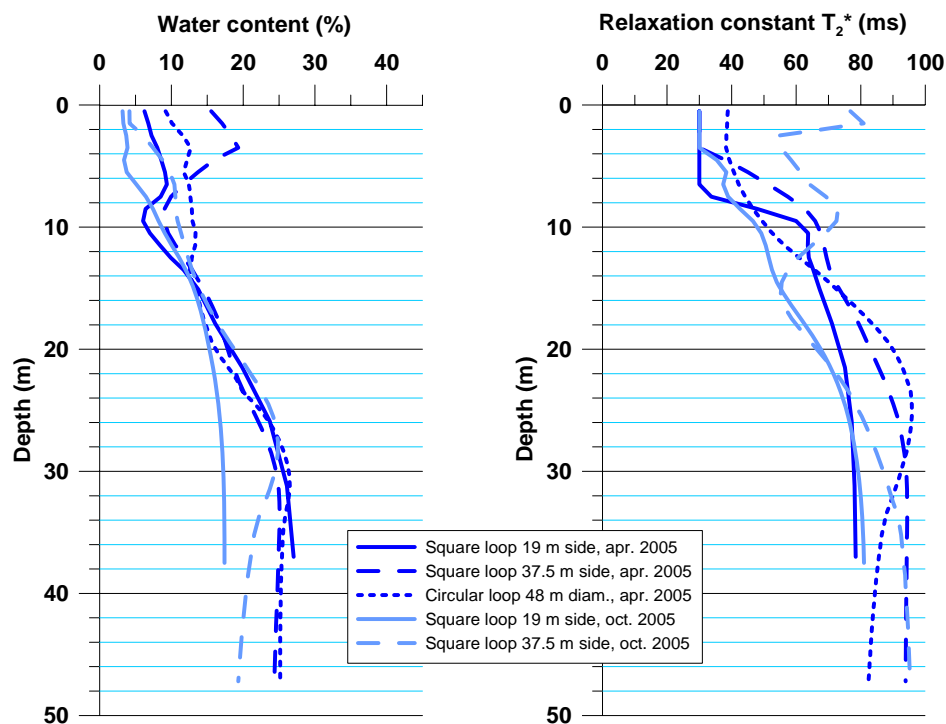 Water content (%)
0 10 20 30 40
Depth (m)
0
10
20
30
40
50
Relaxation constant T₂* (ms)
0 20 40 60 80 100
Depth (m)
0
10
20
30
40
50
Square loop 19 m side, apr. 2005
Square loop 37.5 m side, apr. 2005
Circular loop 48 m diam., apr. 2005
Square loop 19 m side, oct. 2005
Square loop 37.5 m side, oct. 2005